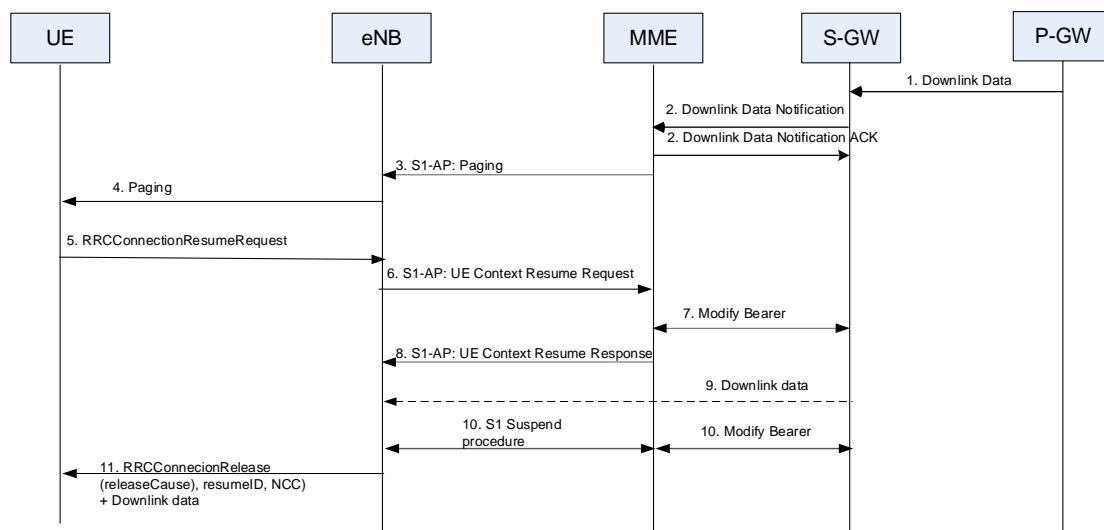 UE
eNB
MME
S-GW
P-GW
1. Downlink Data
2. Downlink Data Notification
2. Downlink Data Notification ACK
3. S1-AP: Paging
4. Paging
5. RRCConnectionResumeRequest
6. S1-AP: UE Context Resume Request
7. Modify Bearer
8. S1-AP: UE Context Resume Response
9. Downlink data
10. S1 Suspend
procedure
10. Modify Bearer
11. RRCConnecionRelease
(releaseCause), resumeID, NCC)
+ Downlink data